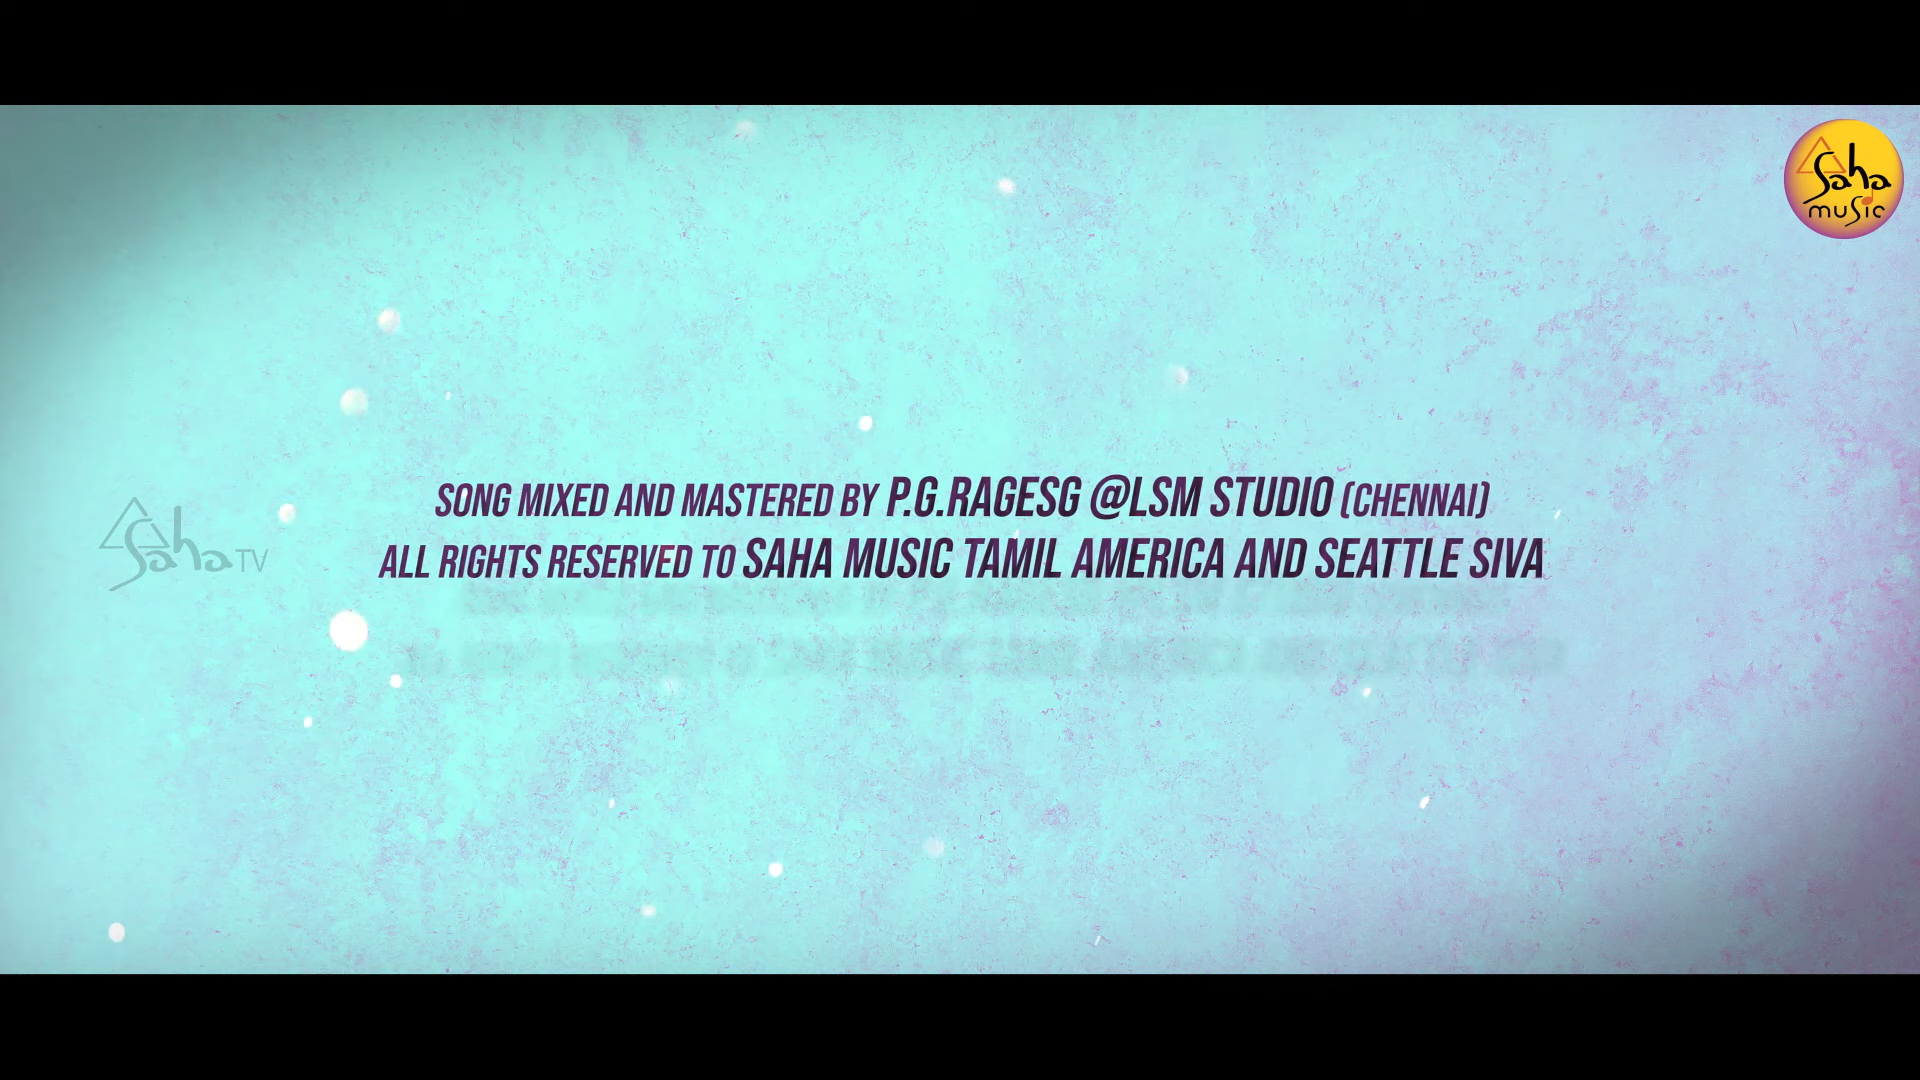 Saha
music
SONG MIXED AND MASTERED BY P.G.RAGESG @LSM STUDIO (CHENNAI)
ALL RIGHTS RESERVED TO SAHA MUSIC TAMIL AMERICA AND SEATTLE SIVA
Saha TV